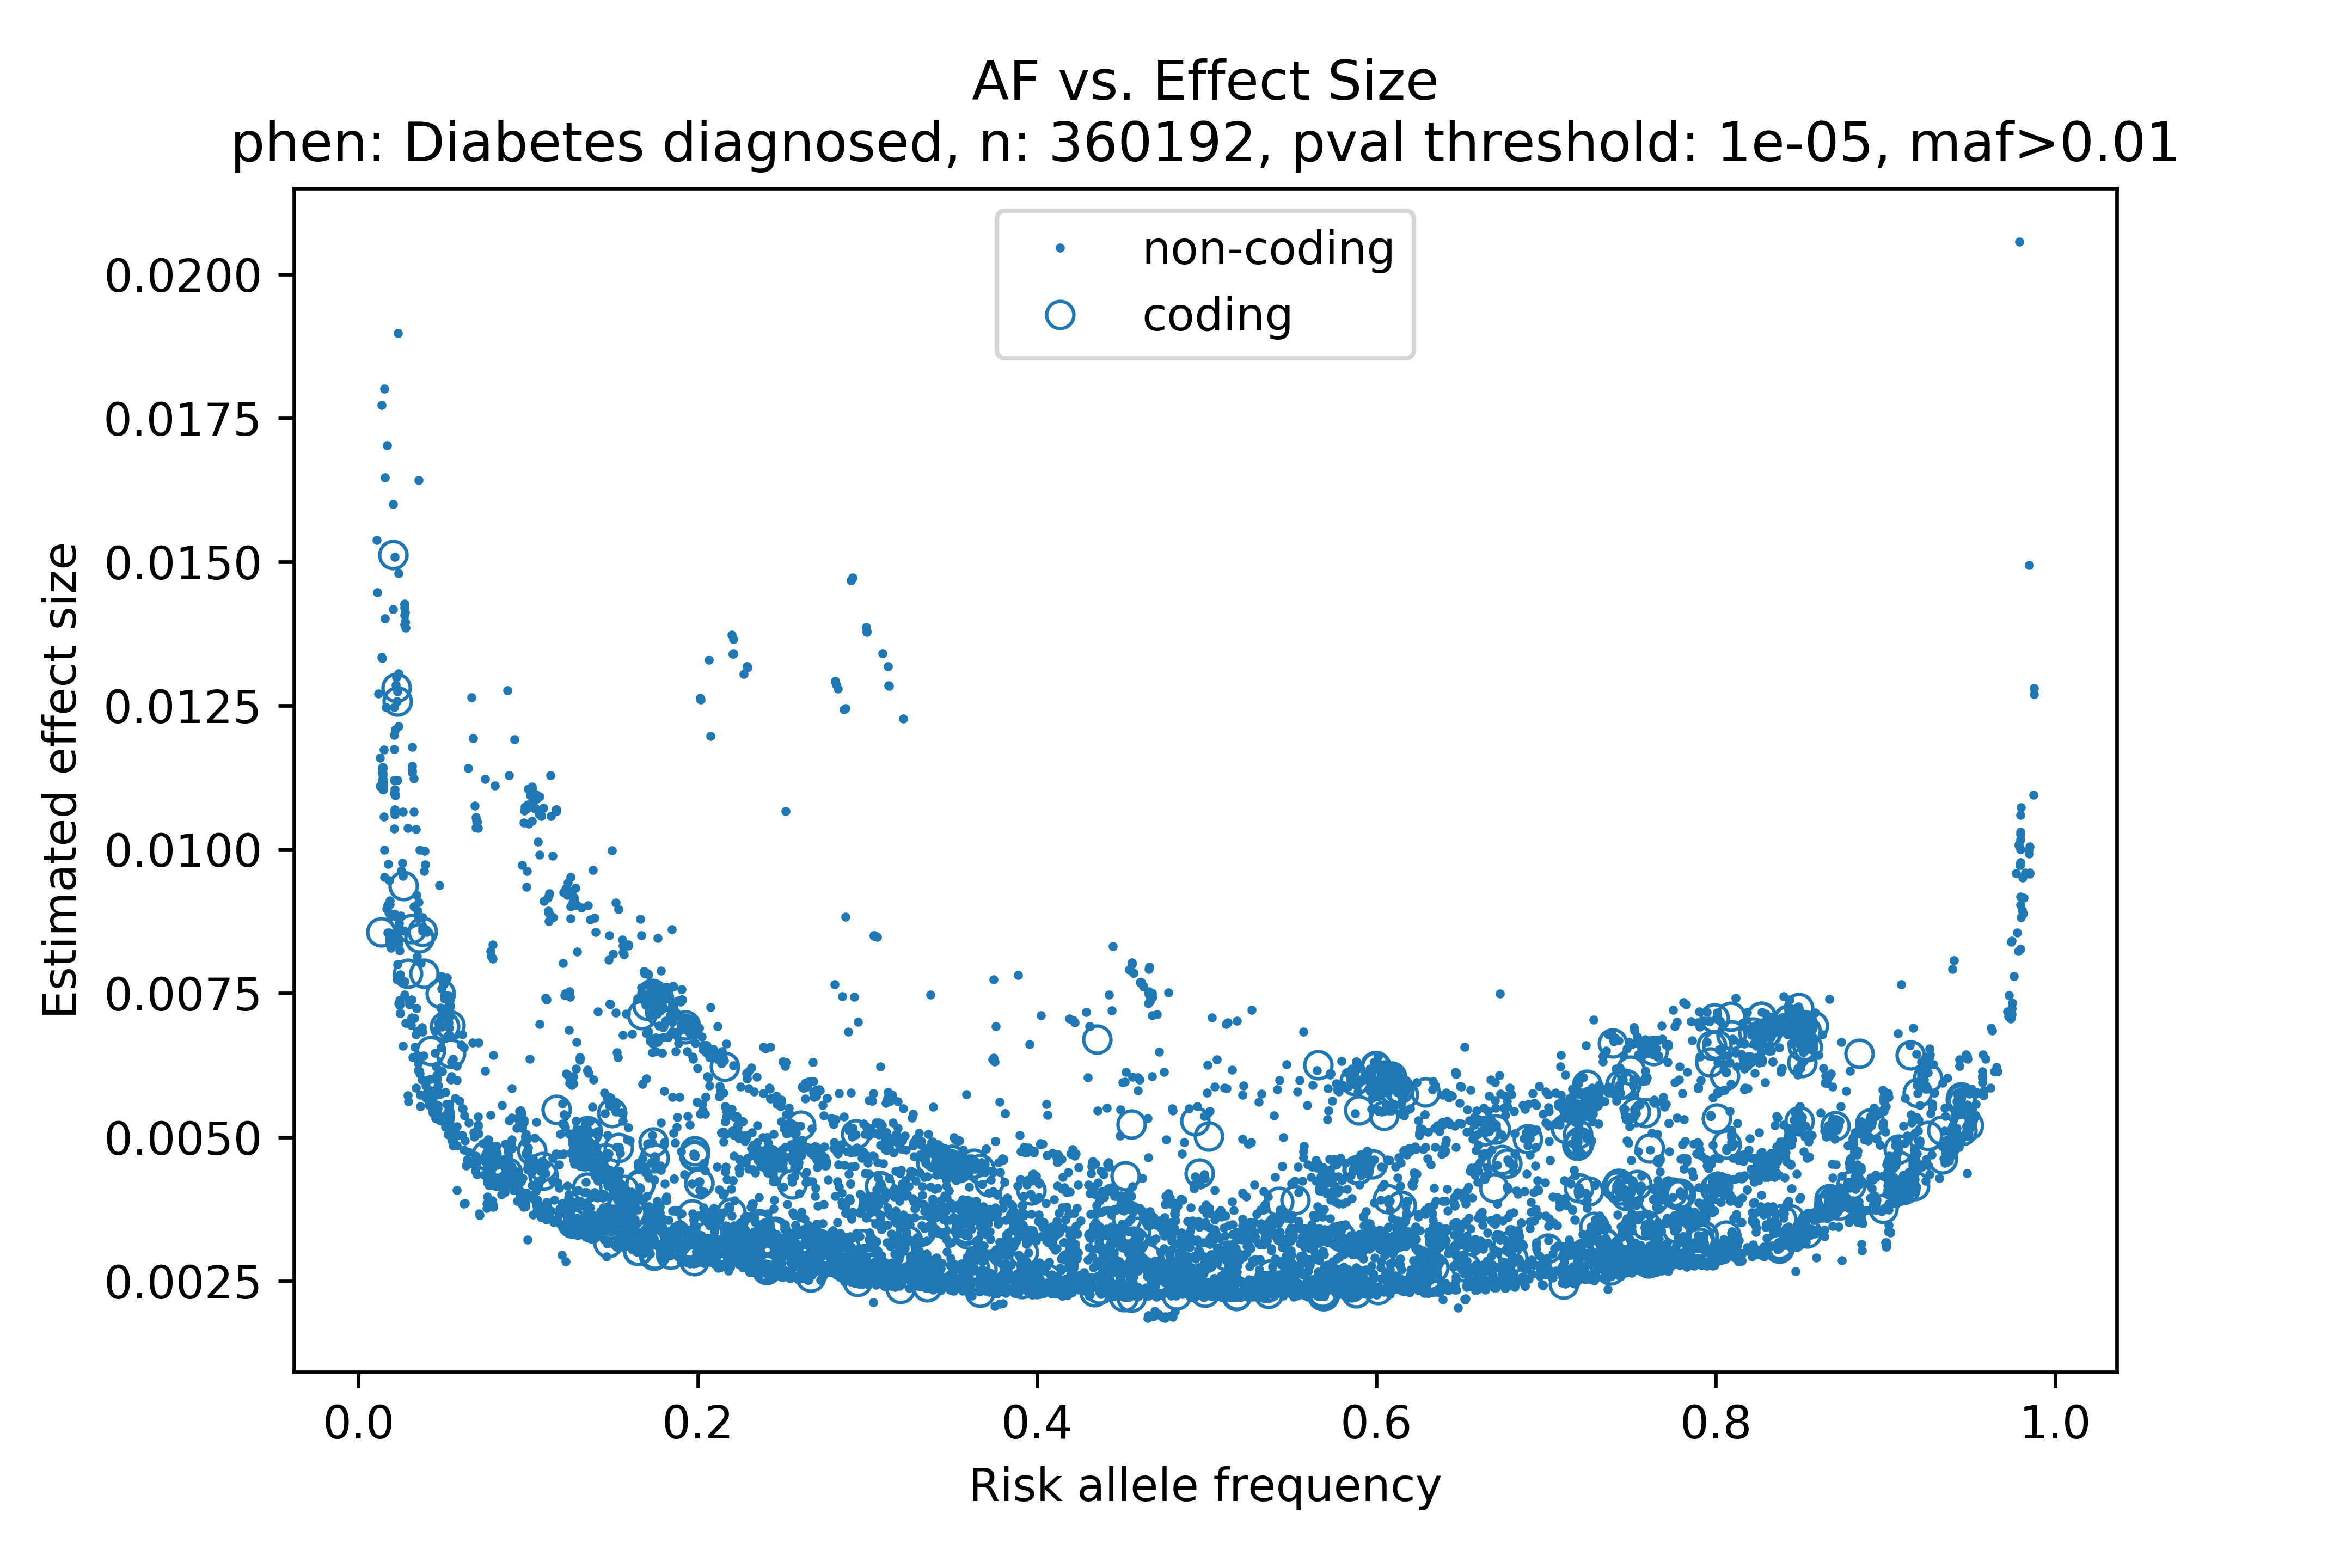 AF vs. Effect Size
phen: Diabetes diagnosed, n: 360192, pval threshold: 1e-05, maf>0.01
non-coding
coding
Estimated effect size
0.0200
0.0175
0.0150
0.0125
0.0100
0.0075
0.0050
0.0025
0.0 0.2 0.4 0.6 0.8 1.0
Risk allele frequency